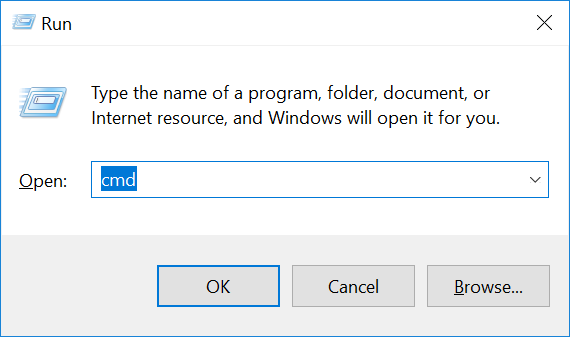 Run
Type the name of a program, folder, document, or
Internet resource, and Windows will open it for you.
Open: cmd
OK Cancel Browse...